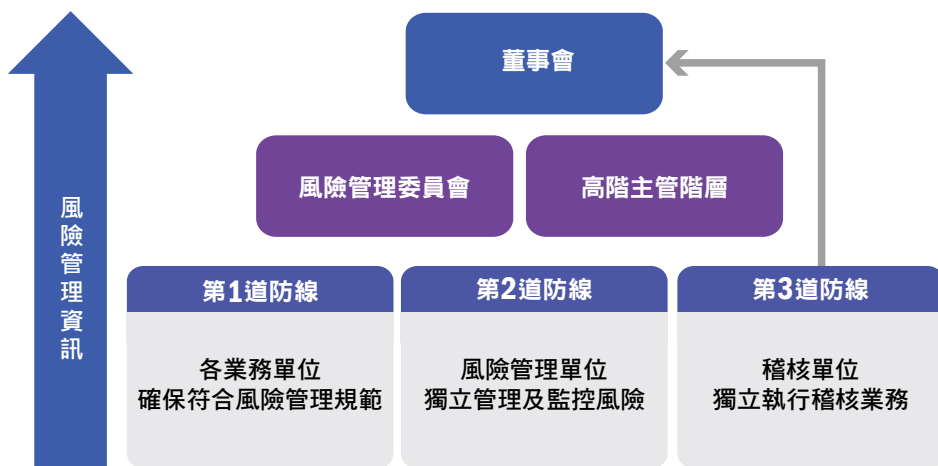 董事會
風險管理委員會
高階主管階層
風險管理資訊
第1道防線
各業務單位
確保符合風險管理規範
第2道防線
風險管理單位
獨立管理及監控風險
第3道防線
稽核單位
獨立執行稽核業務